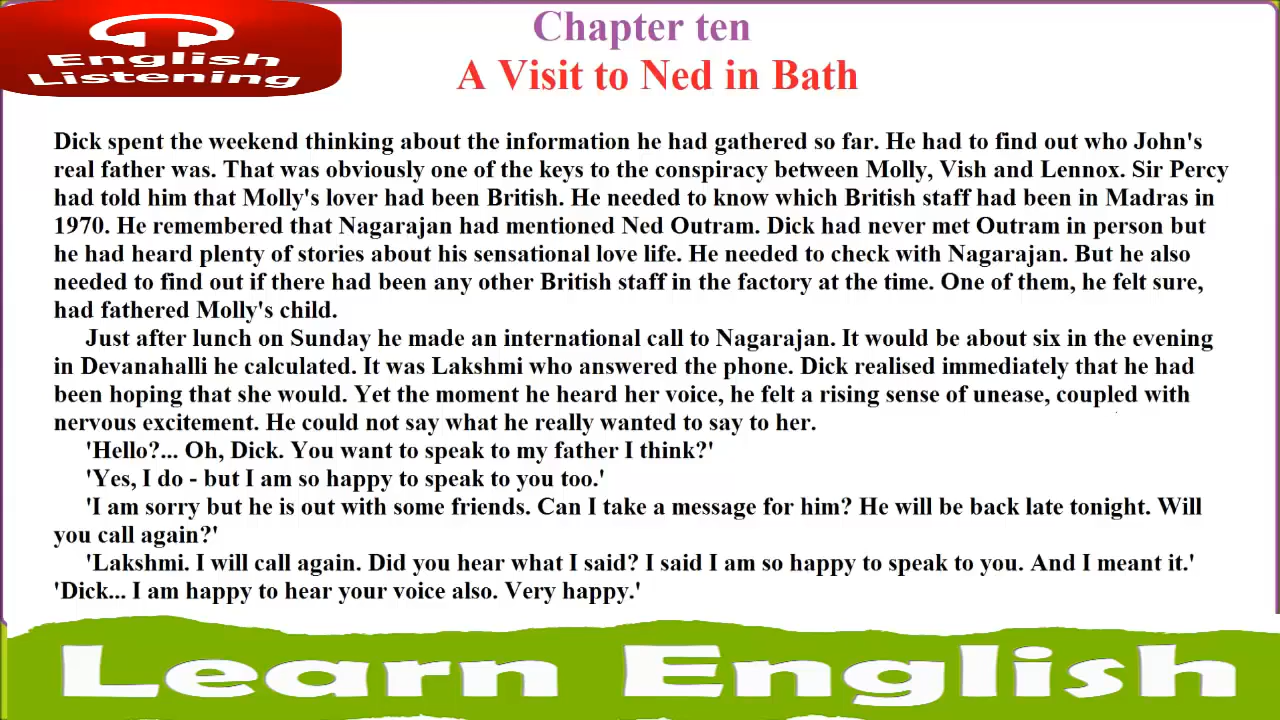 English
Listening
Chapter ten
A Visit to Ned in Bath
Dick spent the weekend thinking about the information he had gathered so far. He had to find out who John's
real father was. That was obviously one of the keys to the conspiracy between Molly, Vish and Lennox. Sir Percy
had told him that Molly's lover had been British. He needed to know which British staff had been in Madras in
1970. He remembered that Nagarajan had mentioned Ned Outram. Dick had never met Outram in person but
he had heard plenty of stories about his sensational love life. He needed to check with Nagarajan. But he also
needed to find out if there had been any other British staff in the factory at the time. One of them, he felt sure,
had fathered Molly's child.
Just after lunch on Sunday he made an international call to Nagarajan. It would be about six in the evening
in Devanahalli he calculated. It was Lakshmi who answered the phone. Dick realised immediately that he had
been hoping that she would. Yet the moment he heard her voice, he felt a rising sense of unease, coupled with
nervous excitement. He could not say what he really wanted to say to her.
'Hello?... Oh, Dick. You want to speak to my father I think?'
'Yes, I do - but I am so happy to speak to you too.'
'I am sorry but he is out with some friends. Can I take a message for him? He will be back late tonight. Will
you call again?'
'Lakshmi. I will call again. Did you hear what I said? I said I am so happy to speak to you. And I meant it.'
'Dick... I am happy to hear your voice also. Very happy.'
Learn English